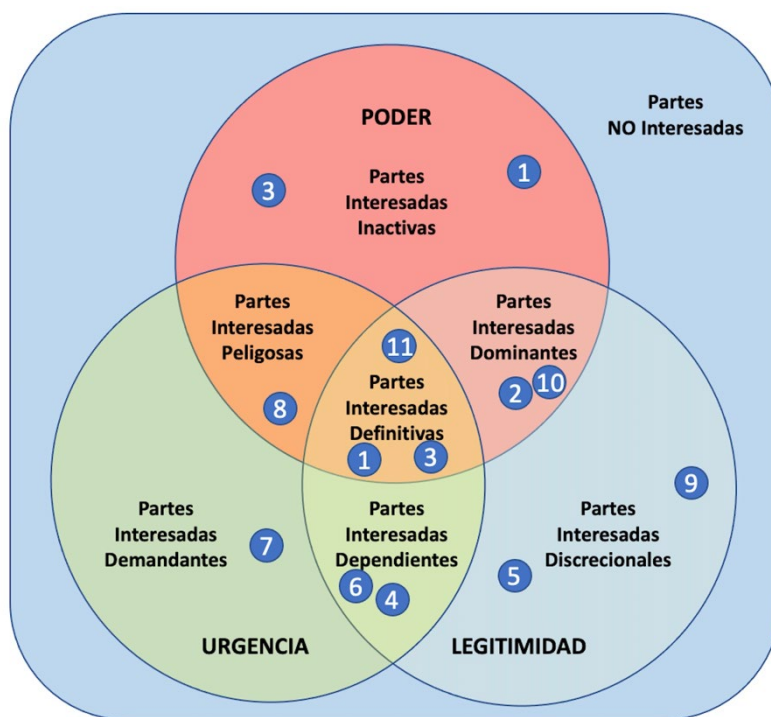 PODER
Partes
NO Interesadas
3
Partes
Interesadas
Inactivas
1
Partes
Interesadas
Peligosas
8
11
Partes
Interesadas
Definitivas
1
3
Partes
Interesadas
Dominantes
2
10
Partes
Interesadas
Demandantes
7
Partes
Interesadas
Dependientes
6
4
Partes
Interesadas
Discrecionales
9
5
URGENCIA
LEGITIMIDAD